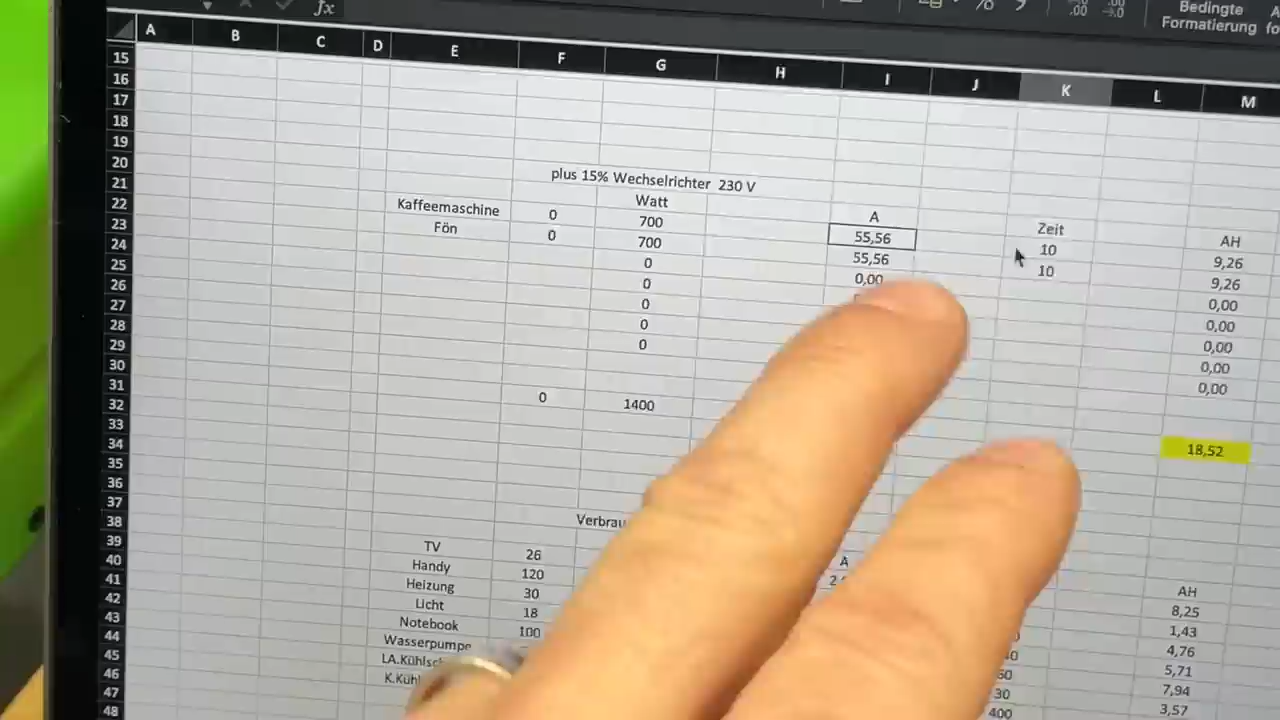 fx
Bedingte
Formatierung
A B C D E F G H I J K L M
15
16
17
18
19
20
21 plus 15% Wechselrichter 230 V
22 Watt A Zeit AH
23 Kaffeemaschine 0 700 55,56 10 9,26
24 Fön 0 700 55,56 10 9,26
25 0 0,00 0,00
26 0 0,00
27 0 0,00
28 0 0,00
29 0 0,00
30
31
32 0 1400
33
34 18,52
35
36
37
38
39 TV 26
40 Handy 120 A AH
41 Heizung 30 8,25
42 Licht 18 1,43
43 Notebook 100 4,76
44 Wasserpumpe 5,71
45 7,94
46 30 3,57
47 400
48